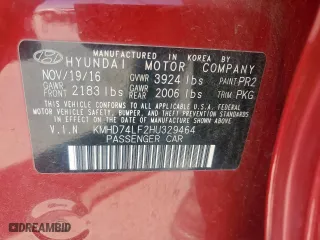 MANUFACTURED IN KOREA BY
HYUNDAI MOTOR COMPANY
NOV/19/16 GVWR 3924 lbs PAINT PR2
GAWR FRONT 2183 lbs GAWR REAR 2006 lbs TRIM PKG
THIS VEHICLE CONFORMS TO ALL APPLICABLE U.S.
FEDERAL MOTOR VEHICLE SAFETY, BUMPER, AND
THEFT PREVENTION STANDARDS IN EFFECT ON
THE DATE OF MANUFACTURE SHOWN ABOVE.
V.I.N KMHD74LF2HU329464
PASSENGER CAR